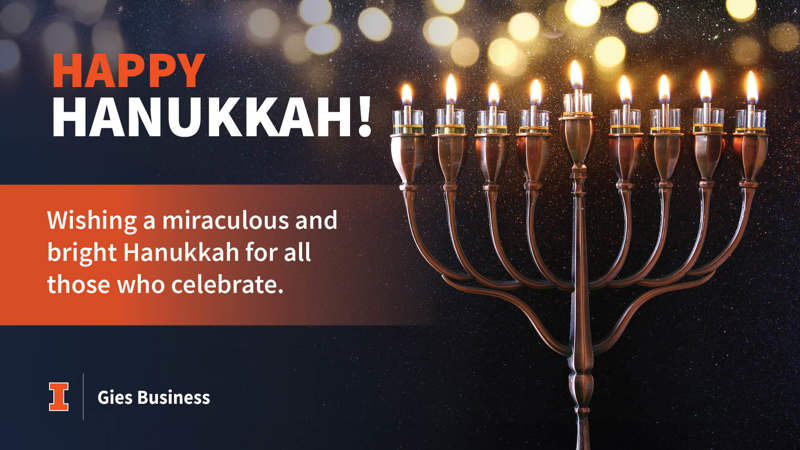 HAPPY
HANUKKAH!
Wishing a miraculous and
bright Hanukkah for all
those who celebrate.
I
Gies Business